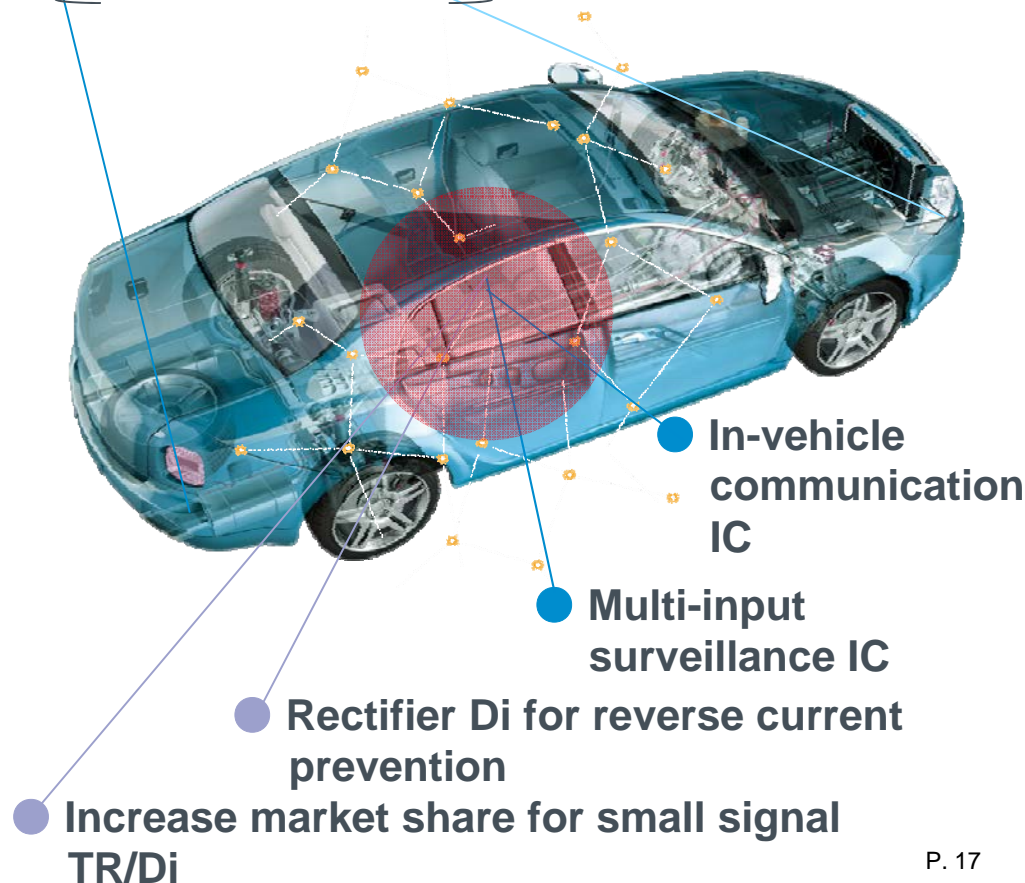 In-vehicle
communication
IC
Multi-input
surveillance IC
Rectifier Di for reverse current
prevention
Increase market share for small signal
TR/Di
P. 17